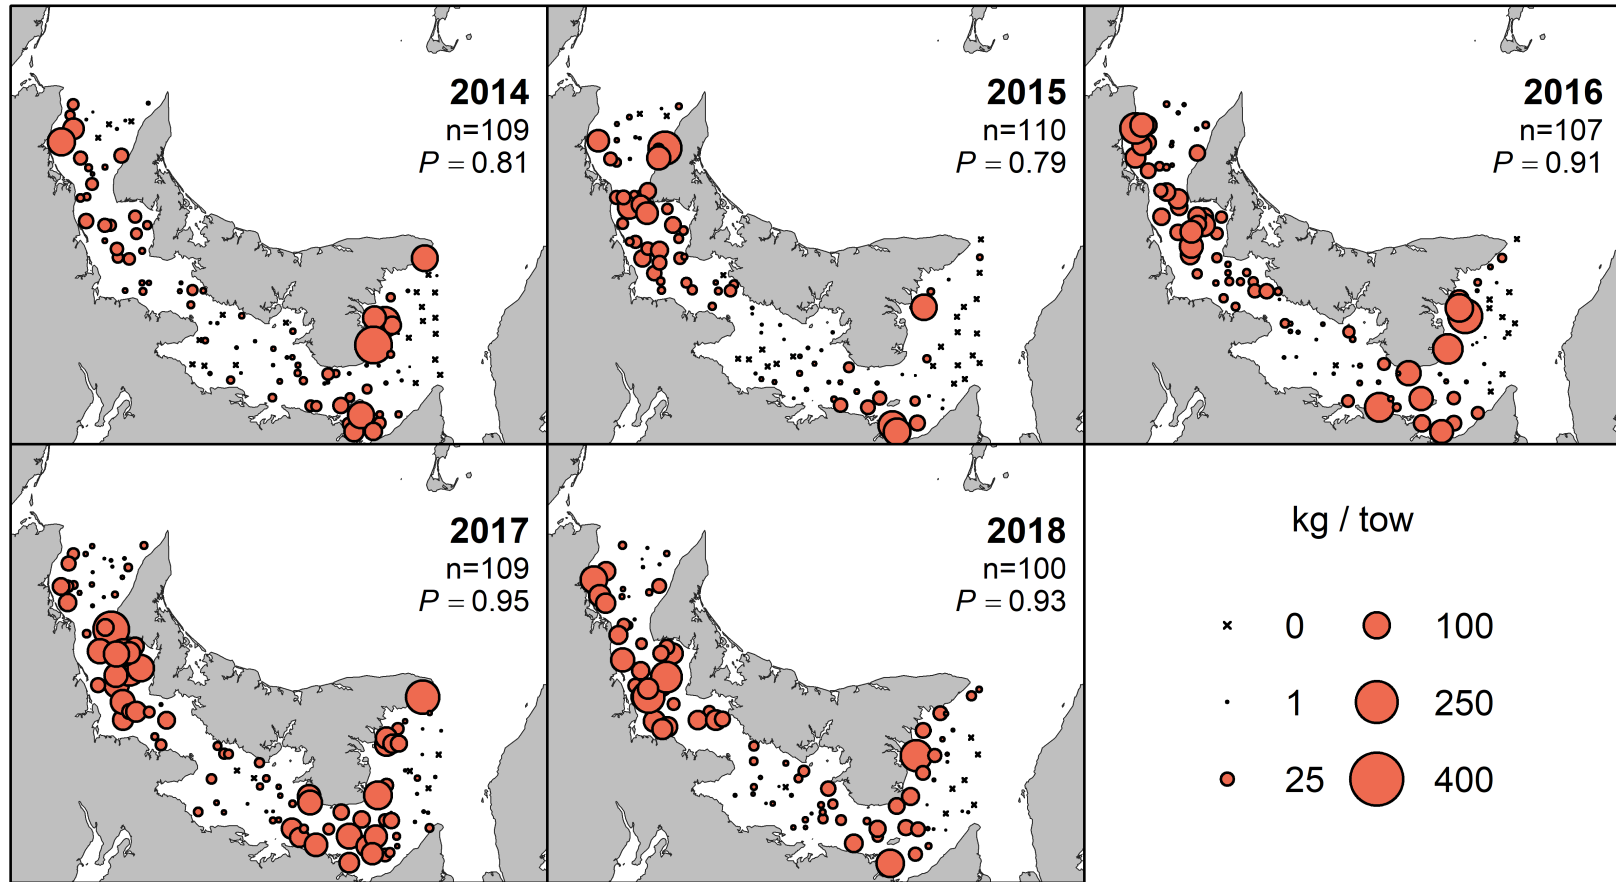 2014
n=109
P = 0.81
2015
n=110
P = 0.79
2016
n=107
P = 0.91
2017
n=109
P = 0.95
2018
n=100
P = 0.93
kg / tow
0 100
1 250
25 400